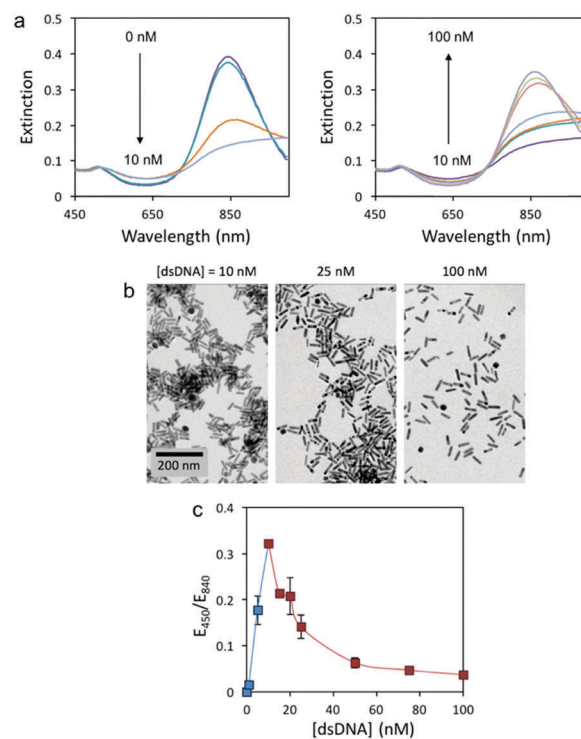 a
0 nM
10 nM
Extinction
0.5
0.4
0.3
0.2
0.1
0
450
650
850
Wavelength (nm)
100 nM
10 nM
Extinction
0.5
0.4
0.3
0.2
0.1
0
450
650
850
Wavelength (nm)
[dsDNA] = 10 nM
25 nM
100 nM
b
200 nm
c
E450/E840
0.4
0.3
0.2
0.1
0
0
20
40
60
80
100
[dsDNA] (nM)